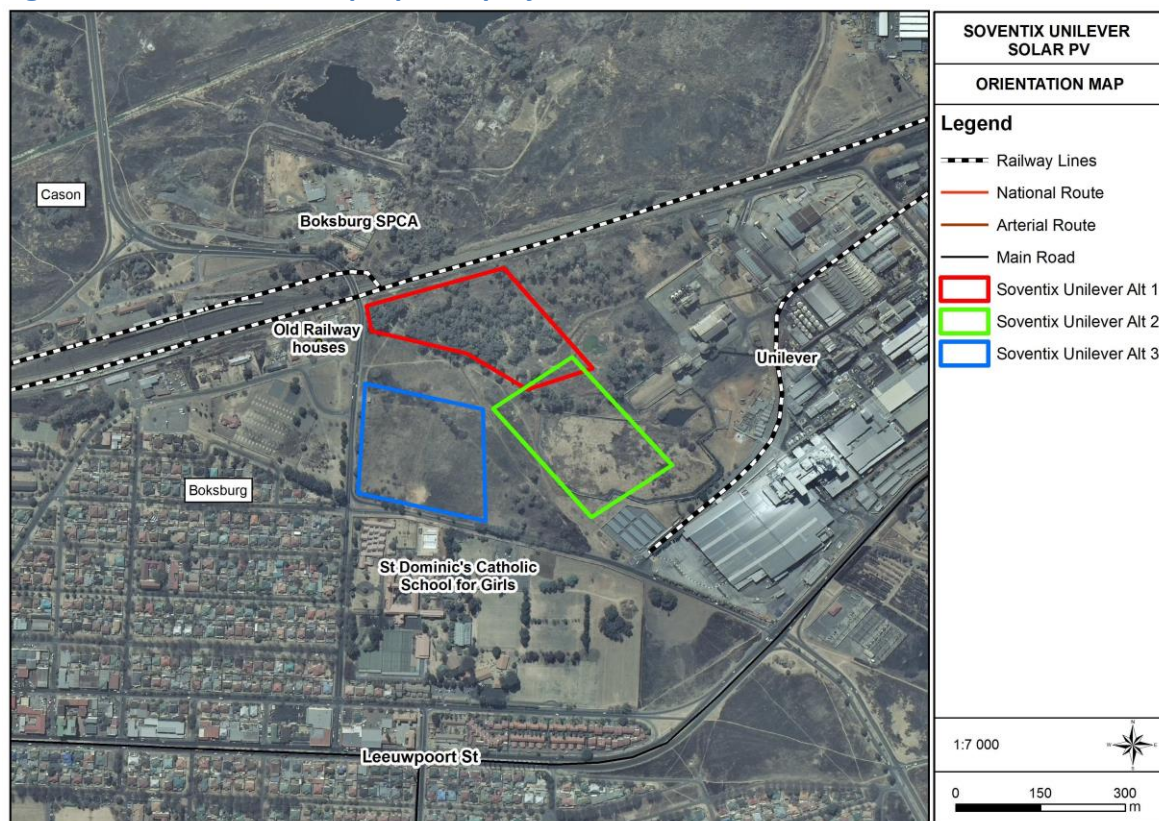 SOVENTIX UNILEVER
SOLAR PV
ORIENTATION MAP
Legend
Railway Lines
National Route
Arterial Route
Main Road
Soventix Unilever Alt 1
Soventix Unilever Alt 2
Soventix Unilever Alt 3
Cason
Boksburg SPCA
Old Railway
houses
Unilever
Boksburg
St Dominic's Catholic
School for Girls
Leeuwpoort St
1:7 000
N
W
E
S
0 150 300
m